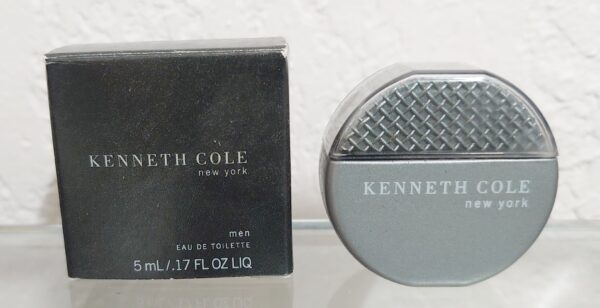 KENNETH COLE
new york
men
EAU DE TOILETTE
5 mL/.17 FL OZ LIQ
KENNETH COLE
new york